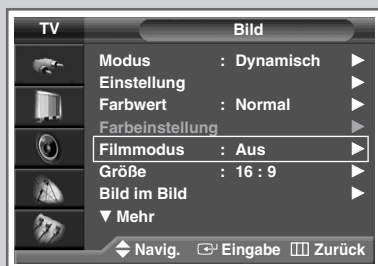 TV Bild
Modus : Dynamisch ▶
Einstellung ▶
Farbwert : Normal ▶
Farbeinstellung ▶
Filmmodus : Aus ▶
Größe : 16 : 9 ▶
Bild im Bild ▶
▼ Mehr
Navig. Eingabe Zurück